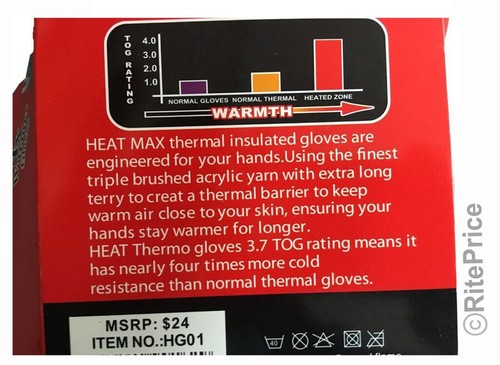 TOG RATING
4.0
3.0
2.0
1.0
NORMAL GLOVES NORMAL THERMAL HEATED ZONE
WARMTH
HEAT MAX thermal insulated gloves are
engineered for your hands.Using the finest
triple brushed acrylic yarn with extra long
terry to creat a thermal barrier to keep
warm air close to your skin, ensuring your
hands stay warmer for longer.
HEAT Thermo gloves 3.7 TOG rating means it
has nearly four times more cold
resistance than normal thermal gloves.
MSRP: $24
ITEM NO.:HG01
40
flame
©RitePrice